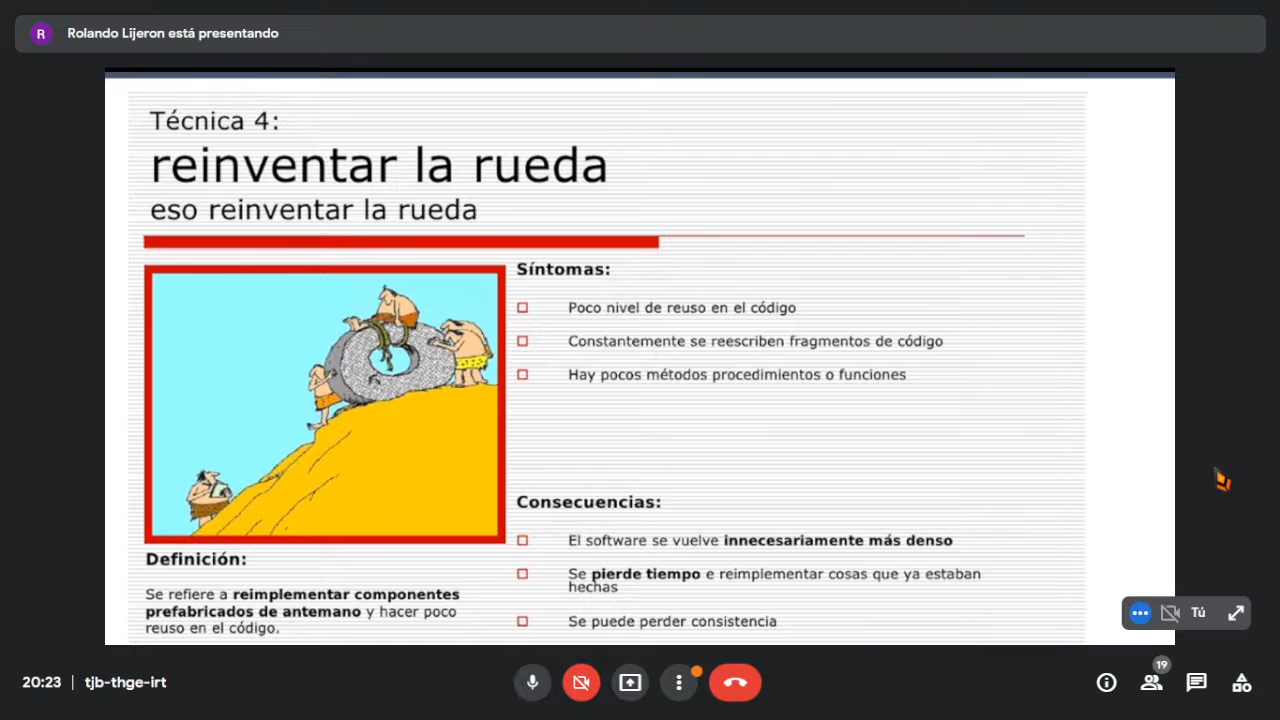 R Rolando Lijeron está presentando
Técnica 4:
reinventar la rueda
eso reinventar la rueda
Síntomas:
Poco nivel de reuso en el código
Constantemente se reescriben fragmentos de código
Hay pocos métodos procedimientos o funciones
Consecuencias:
El software se vuelve innecesariamente más denso
Se pierde tiempo e reimplementar cosas que ya estaban
hechas
Se puede perder consistencia
Definición:
Se refiere a reimplementar componentes
prefabricados de antemano y hacer poco
reuso en el código.
Tú
20:23 | tjb-thge-irt
19